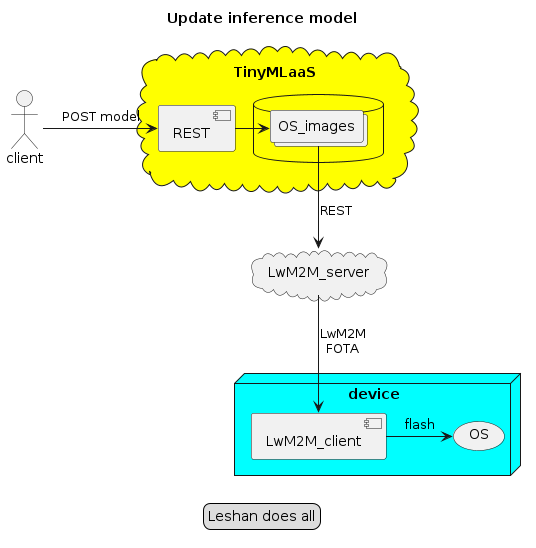 Update inference model
TinyMLaaS
POST model
REST
OS_images
client
REST
LwM2M_server
LwM2M
FOTA
device
flash
LwM2M_client
OS
Leshan does all